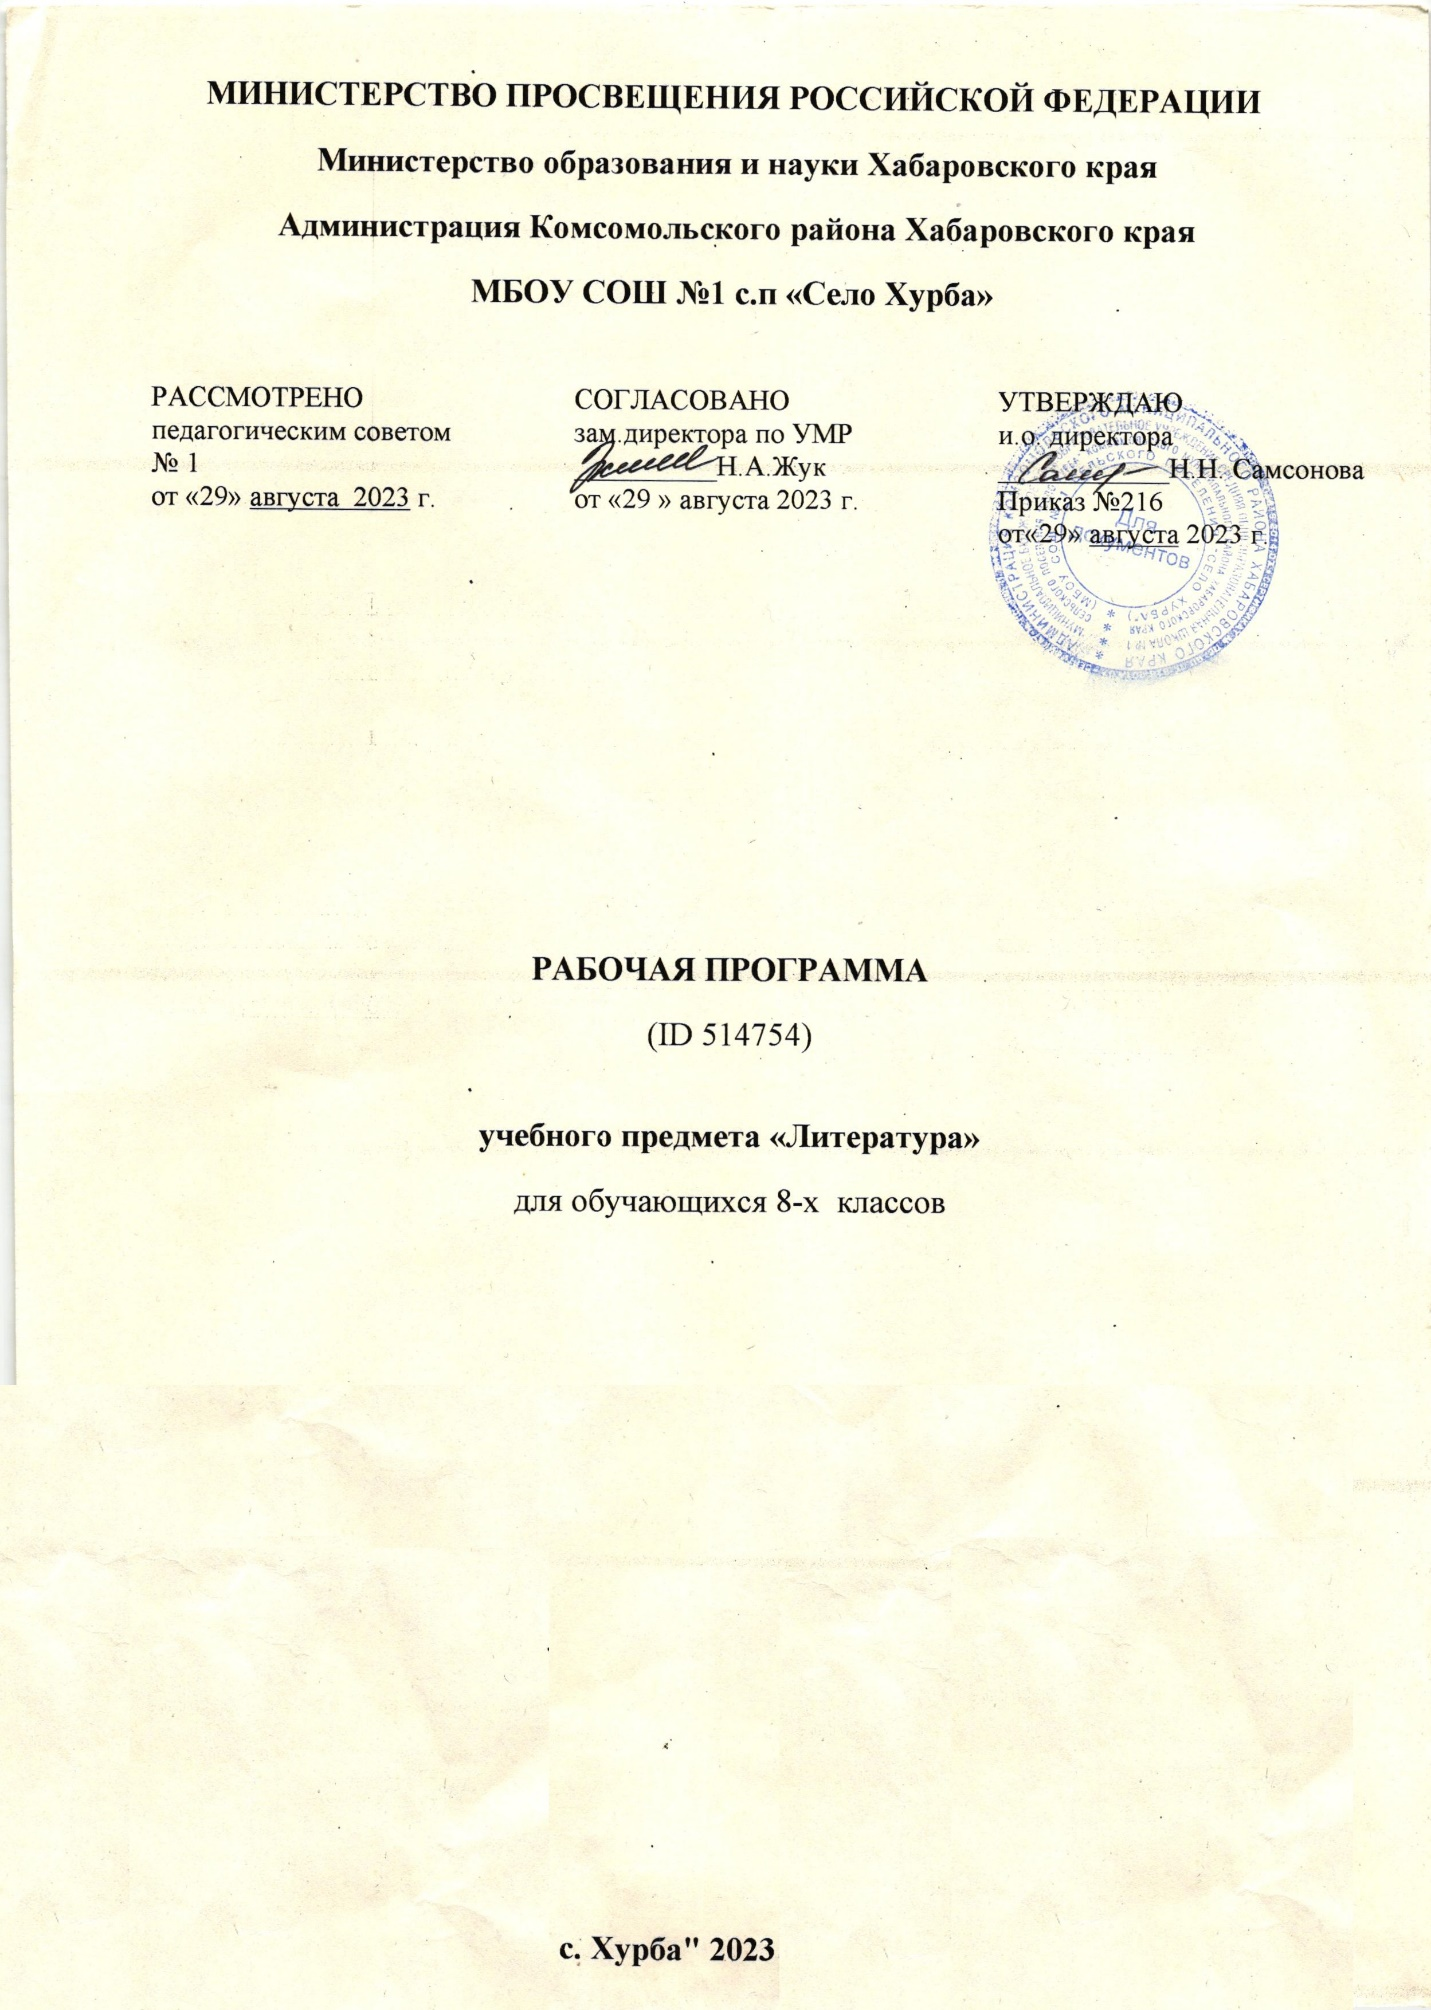 МИНИСТЕРСТВО ПРОСВЕЩЕНИЯ РОССИЙСКОЙ ФЕДЕРАЦИИ
Министерство образования и науки Хабаровского края
Администрация Комсомольского района Хабаровского края
МБОУ СОШ №1 с.п «Село Хурба»
РАССМОТРЕНО
педагогическим советом
№ 1
от «29» августа 2023 г.
СОГЛАСОВАНО
зам.директора по УМР
Н.А.Жук
от «29 » августа 2023 г.
УТВЕРЖДАЮ
и.о. директора
Н.Н. Самсонова
Приказ №216
от«29» августа 2023 г.
Для
документов
РАБОЧАЯ ПРОГРАММА
(ID 514754)
учебного предмета «Литература»
для обучающихся 8-х классов
с. Хурба" 2023